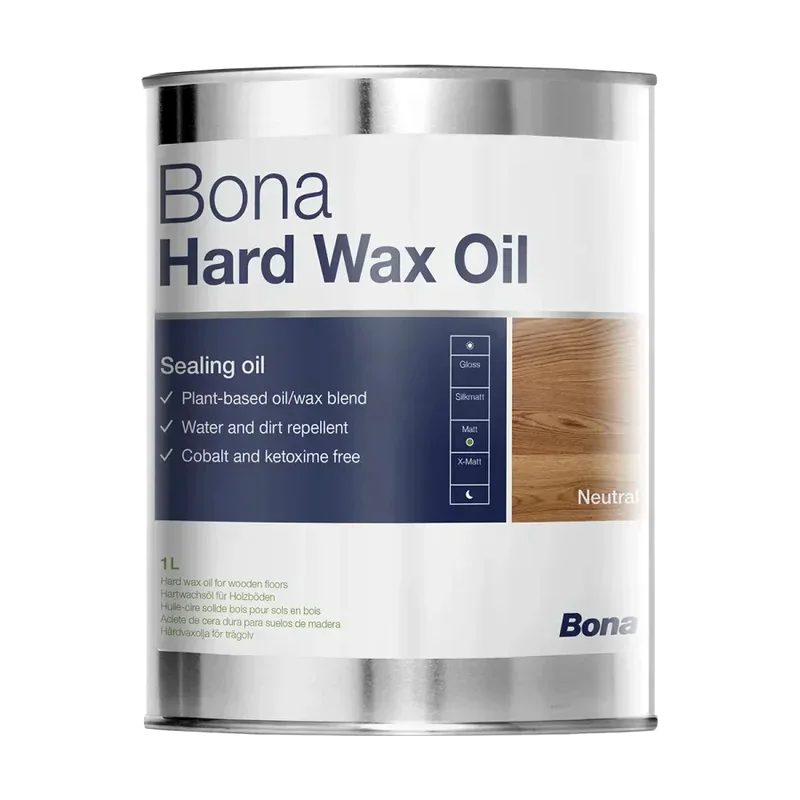 Bona
Hard Wax Oil
Sealing oil
Plant-based oil/wax blend
Water and dirt repellent
Cobalt and ketoxime free
Gloss
Silkmatt
Matt
X-Matt
Neutral
1 L
Hard wax oil for wooden floors
Hartwachsöl für Holzböden
Huile-cire solide bois pour sols en bois
Aciete de cera dura para suelos de madera
Hårdvaxolja för trägolv
Bona